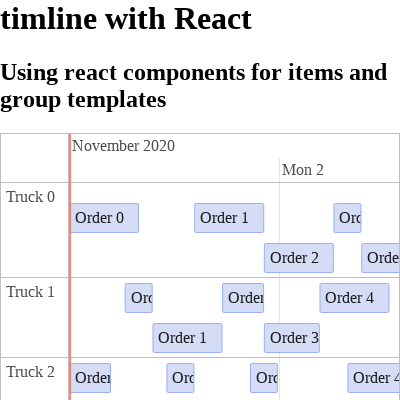 timline with React
Using react components for items and
group templates
November 2020
Mon 2
Truck 0
Order 0
Order 1
Orc
Order 2
Orde
Truck 1
Orc
Order
Order 4
Order 1
Order 3
Truck 2
Order
Orc
Orc
Order 4